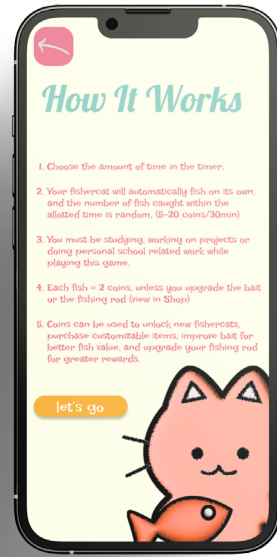 How It Works
1. Choose the amount of time in the timer.
2. Your fishercat will automatically fish on its own,
and the number of fish caught within the
allotted time is random. (5-20 coins/30min)
3. You must be studying, working on projects or
doing personal school related work while
playing this game.
4. Each fish = 2 coins, unless you upgrade the bait
or the fishing rod (view in Shop)
5. Coins can be used to unlock new fishercats,
purchase customizable items, improve bait for
better fish value, and upgrade your fishing rod
for greater rewards.
let's go